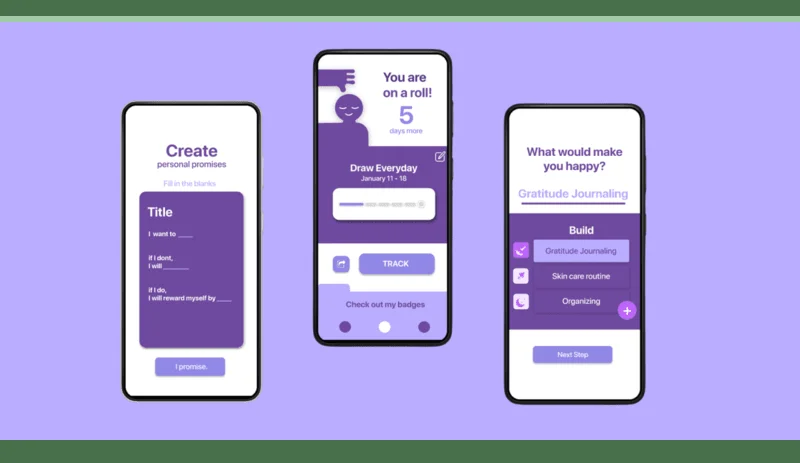 Create
personal promises
Fill in the blanks
Title
I want to ____
if I dont,
I will ______
if I do,
I will reward myself by ____
I promise.
You are
on a roll!
5
days more
Draw Everyday
January 11 - 18
TRACK
Check out my badges
What would make
you happy?
Gratitude Journaling
Build
Gratitude Journaling
Skin care routine
Organizing
Next Step